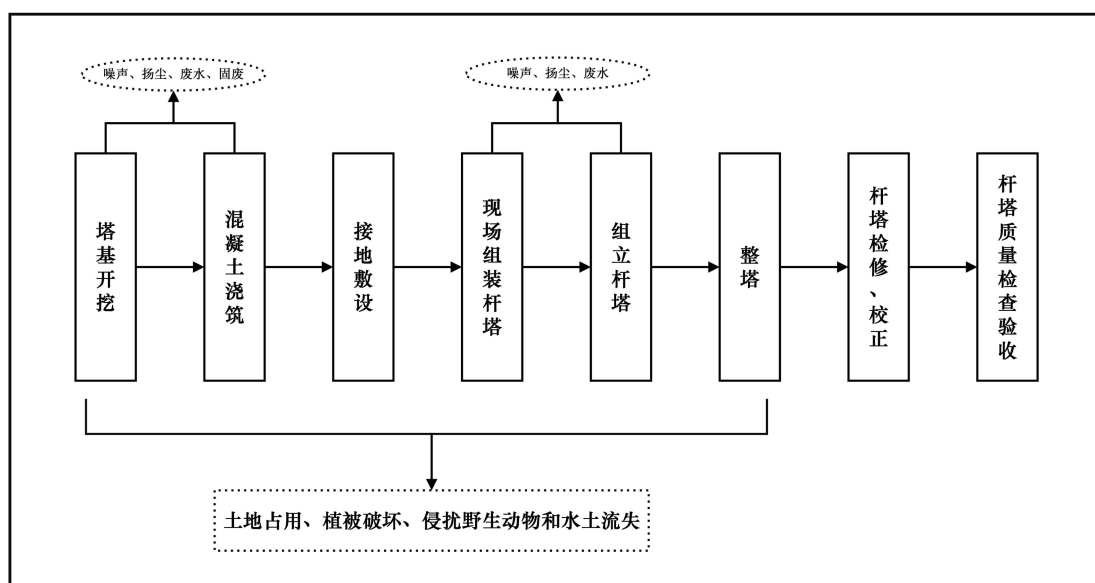 噪声、扬尘、废水、固废
噪声、扬尘、废水
塔基开挖
混凝土浇筑
接地敷设
现场组装杆塔
组立杆塔
整塔
杆塔检修、校正
杆塔质量检查验收
土地占用、植被破坏、侵扰野生动物和水土流失